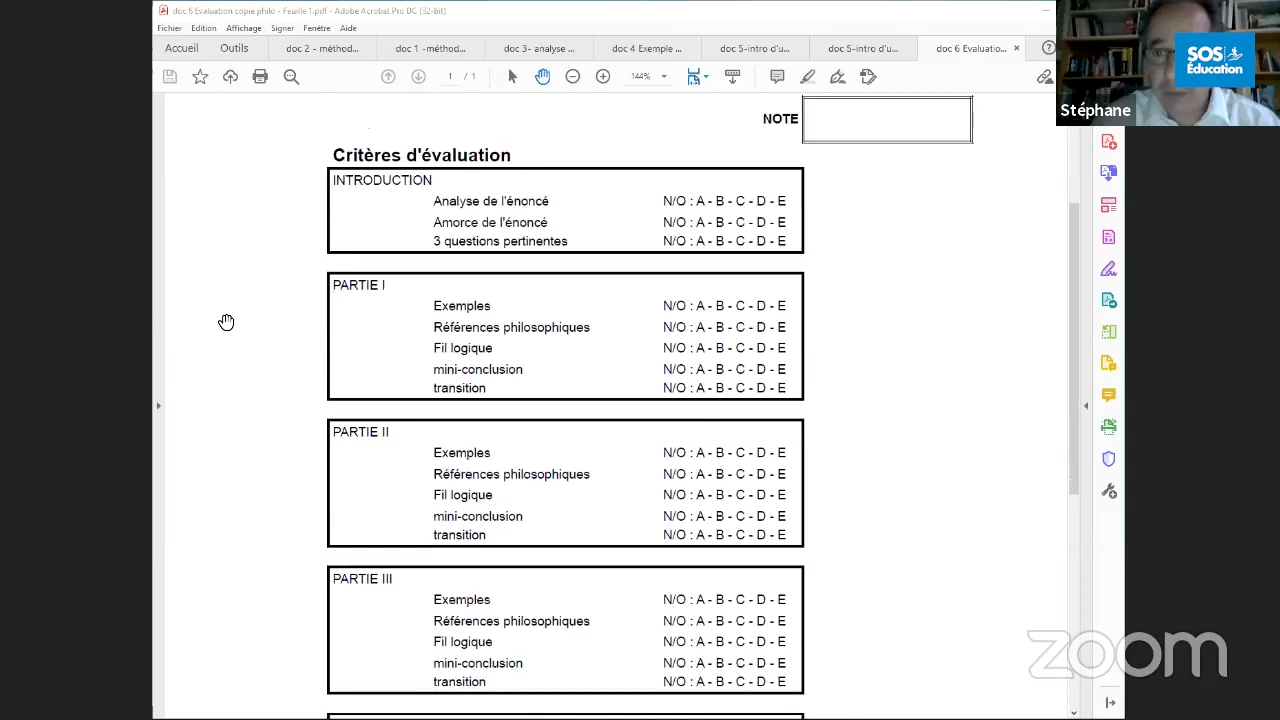 doc 6 Evaluation copie philo - Feuille 1.pdf - Adobe Acrobat Pro DC (32-bit)
Fichier Edition Affichage Signer Fenêtre Aide
Accueil Outils doc 2 - méthod... doc 1 -méthod... doc 3- analyse ... doc 4 Exemple ... doc 5-intro d'u... doc 5-intro d'u... doc 6 Evaluatio... ×
1 / 1 144%
SOS
Éducation
Stéphane
NOTE
Critères d'évaluation
INTRODUCTION
Analyse de l'énoncé N/O : A - B - C - D - E
Amorce de l'énoncé N/O : A - B - C - D - E
3 questions pertinentes N/O : A - B - C - D - E
PARTIE I
Exemples N/O : A - B - C - D - E
Références philosophiques N/O : A - B - C - D - E
Fil logique N/O : A - B - C - D - E
mini-conclusion N/O : A - B - C - D - E
transition N/O : A - B - C - D - E
PARTIE II
Exemples N/O : A - B - C - D - E
Références philosophiques N/O : A - B - C - D - E
Fil logique N/O : A - B - C - D - E
mini-conclusion N/O : A - B - C - D - E
transition N/O : A - B - C - D - E
PARTIE III
Exemples N/O : A - B - C - D - E
Références philosophiques N/O : A - B - C - D - E
Fil logique N/O : A - B - C - D - E
mini-conclusion N/O : A - B - C - D - E
transition N/O : A - B - C - D - E
zoom